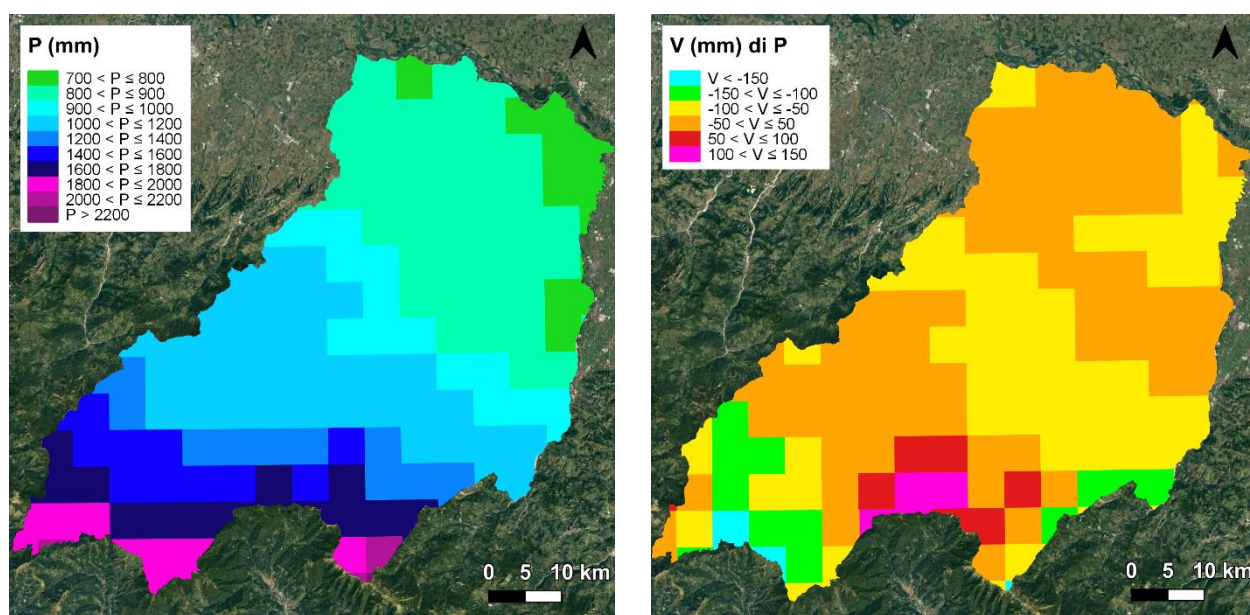 P (mm)
700 < P ≤ 800
800 < P ≤ 900
900 < P ≤ 1000
1000 < P ≤ 1200
1200 < P ≤ 1400
1400 < P ≤ 1600
1600 < P ≤ 1800
1800 < P ≤ 2000
2000 < P ≤ 2200
P > 2200
0 5 10 km
V (mm) di P
V < -150
-150 < V ≤ -100
-100 < V ≤ -50
-50 < V ≤ 50
50 < V ≤ 100
100 < V ≤ 150
0 5 10 km